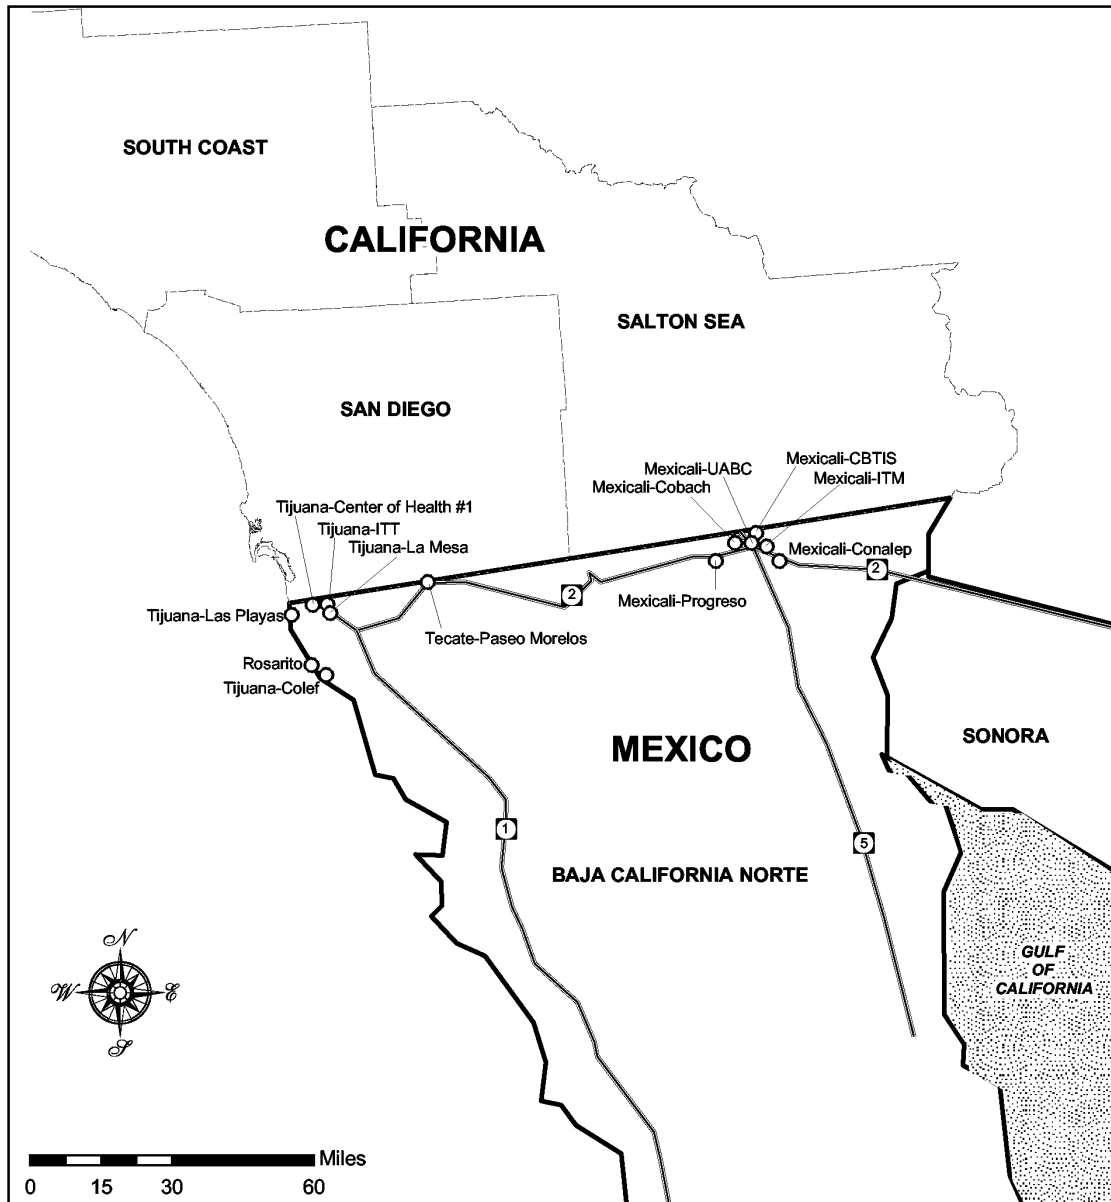 SOUTH COAST
CALIFORNIA
SALTON SEA
SAN DIEGO
Mexicali-UABC
Mexicali-CBTIS
Mexicali-Cobach
Mexicali-ITM
Tijuana-Center of Health #1
Tijuana-ITT
Tijuana-La Mesa
Mexicali-Conalep
2
2
Mexicali-Progreso
Tijuana-Las Playas
Tecate-Paseo Morelos
Rosarito
Tijuana-Colef
MEXICO
SONORA
1
5
BAJA CALIFORNIA NORTE
GULF
OF
CALIFORNIA
N
W
E
S
Miles
0 15 30 60